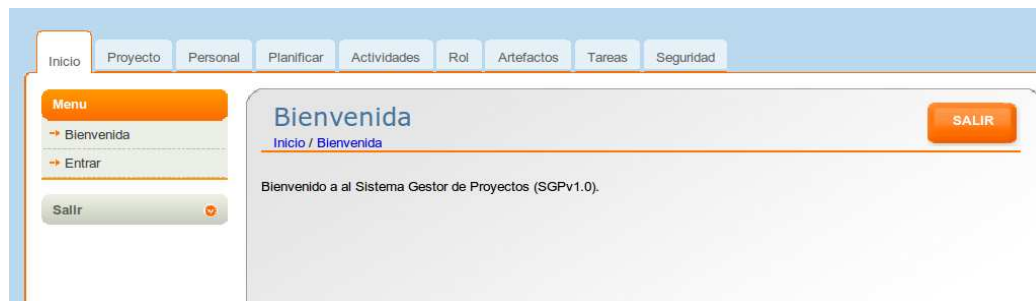 Inicio Proyecto Personal Planificar Actividades Rol Artefactos Tareas Seguridad
Menu
Bienvenida
Entrar
Salir
Bienvenida
Inicio / Bienvenida
SALIR
Bienvenido a al Sistema Gestor de Proyectos (SGPv1.0).